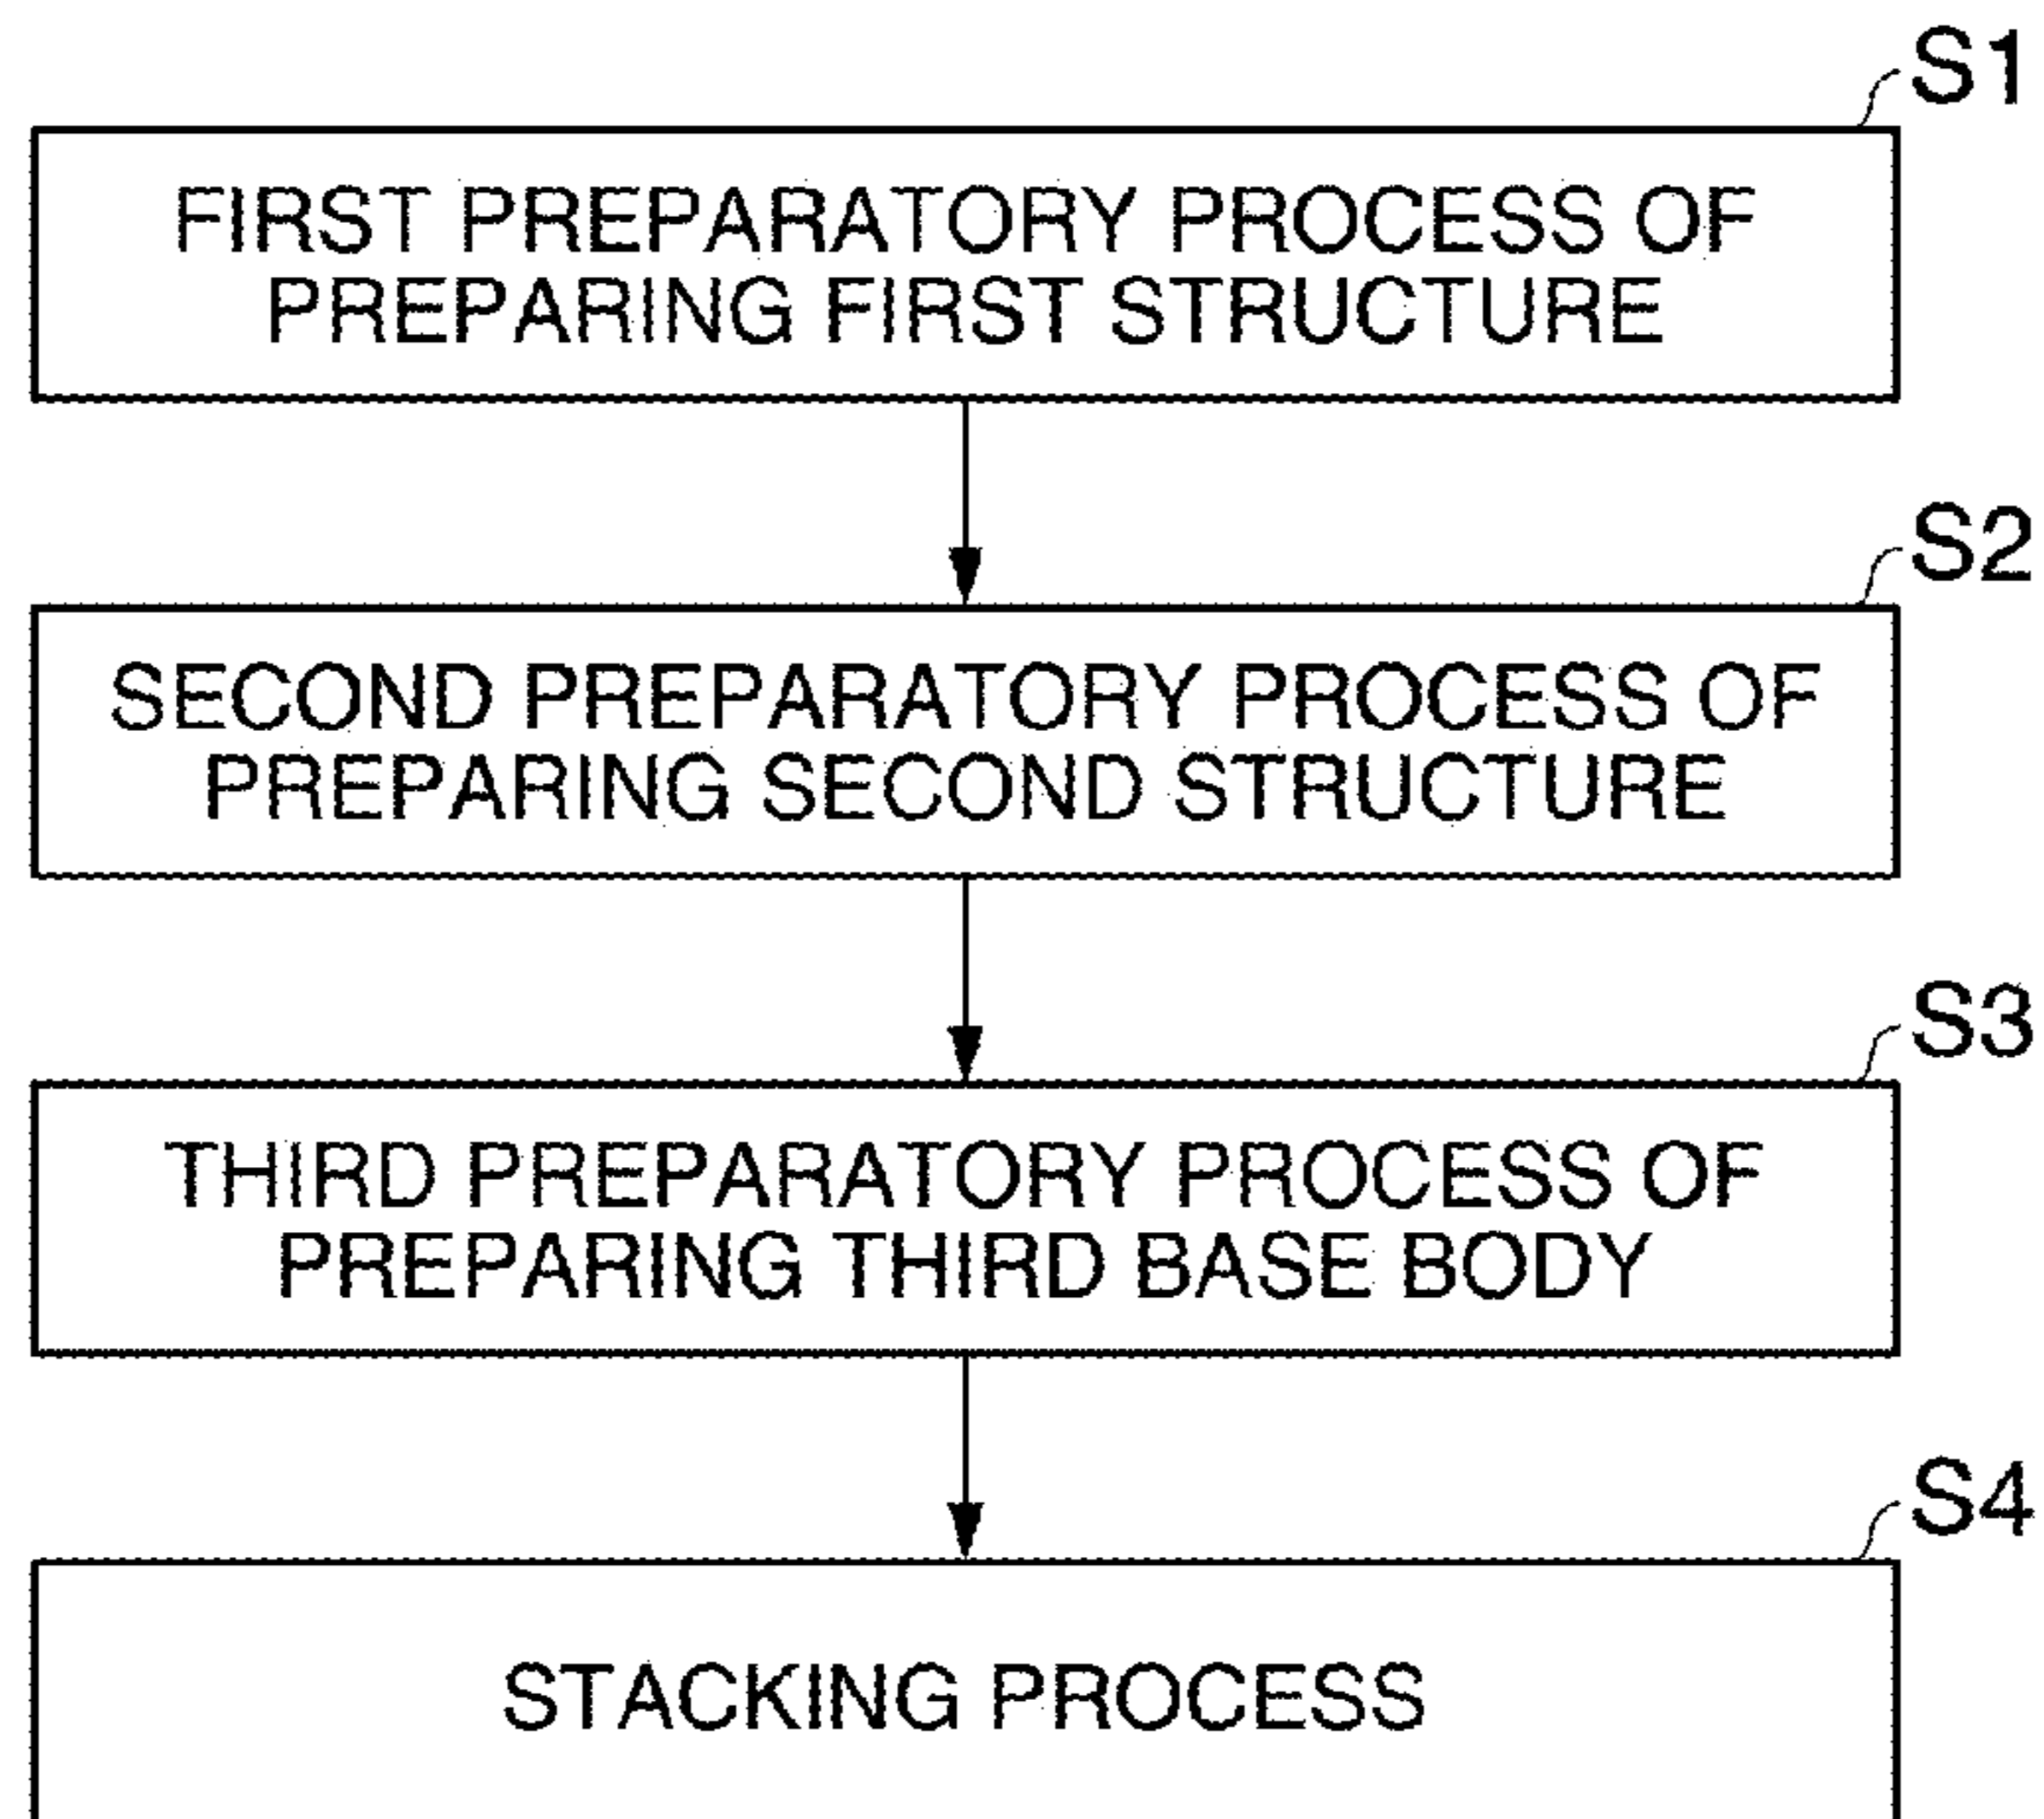 S1
FIRST PREPARATORY PROCESS OF
PREPARING FIRST STRUCTURE
S2
SECOND PREPARATORY PROCESS OF
PREPARING SECOND STRUCTURE
S3
THIRD PREPARATORY PROCESS OF
PREPARING THIRD BASE BODY
S4
STACKING PROCESS